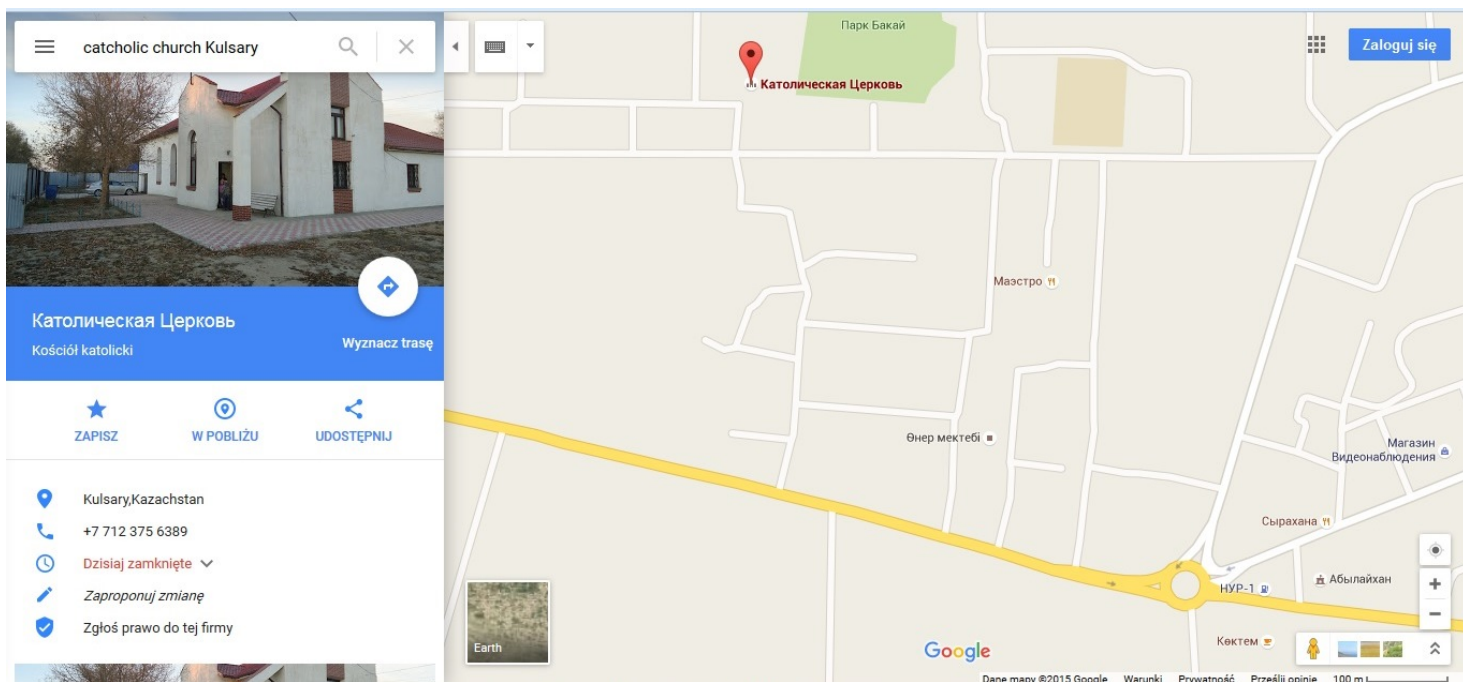 catcholic church Kulsary
Католическая Церковь
Kościół katolicki
Wyznacz trasę
ZAPISZ
W POBLIŻU
UDOSTĘPNIJ
Kulsary,Kazachstan
+7 712 375 6389
Dzisiaj zamknięte
Zaproponuj zmianę
Zgłoś prawo do tej firmy
Парк Бакай
Zaloguj się
Католическая Церковь
Маэстро
Өнер мектебі
Магазин
Видеонаблюдения
Сырахана
НУР-1
Абылайхан
Көктем
Earth
Google
Dane mapy ©2015 Google Warunki Prywatność Prześlij opinię 100 m